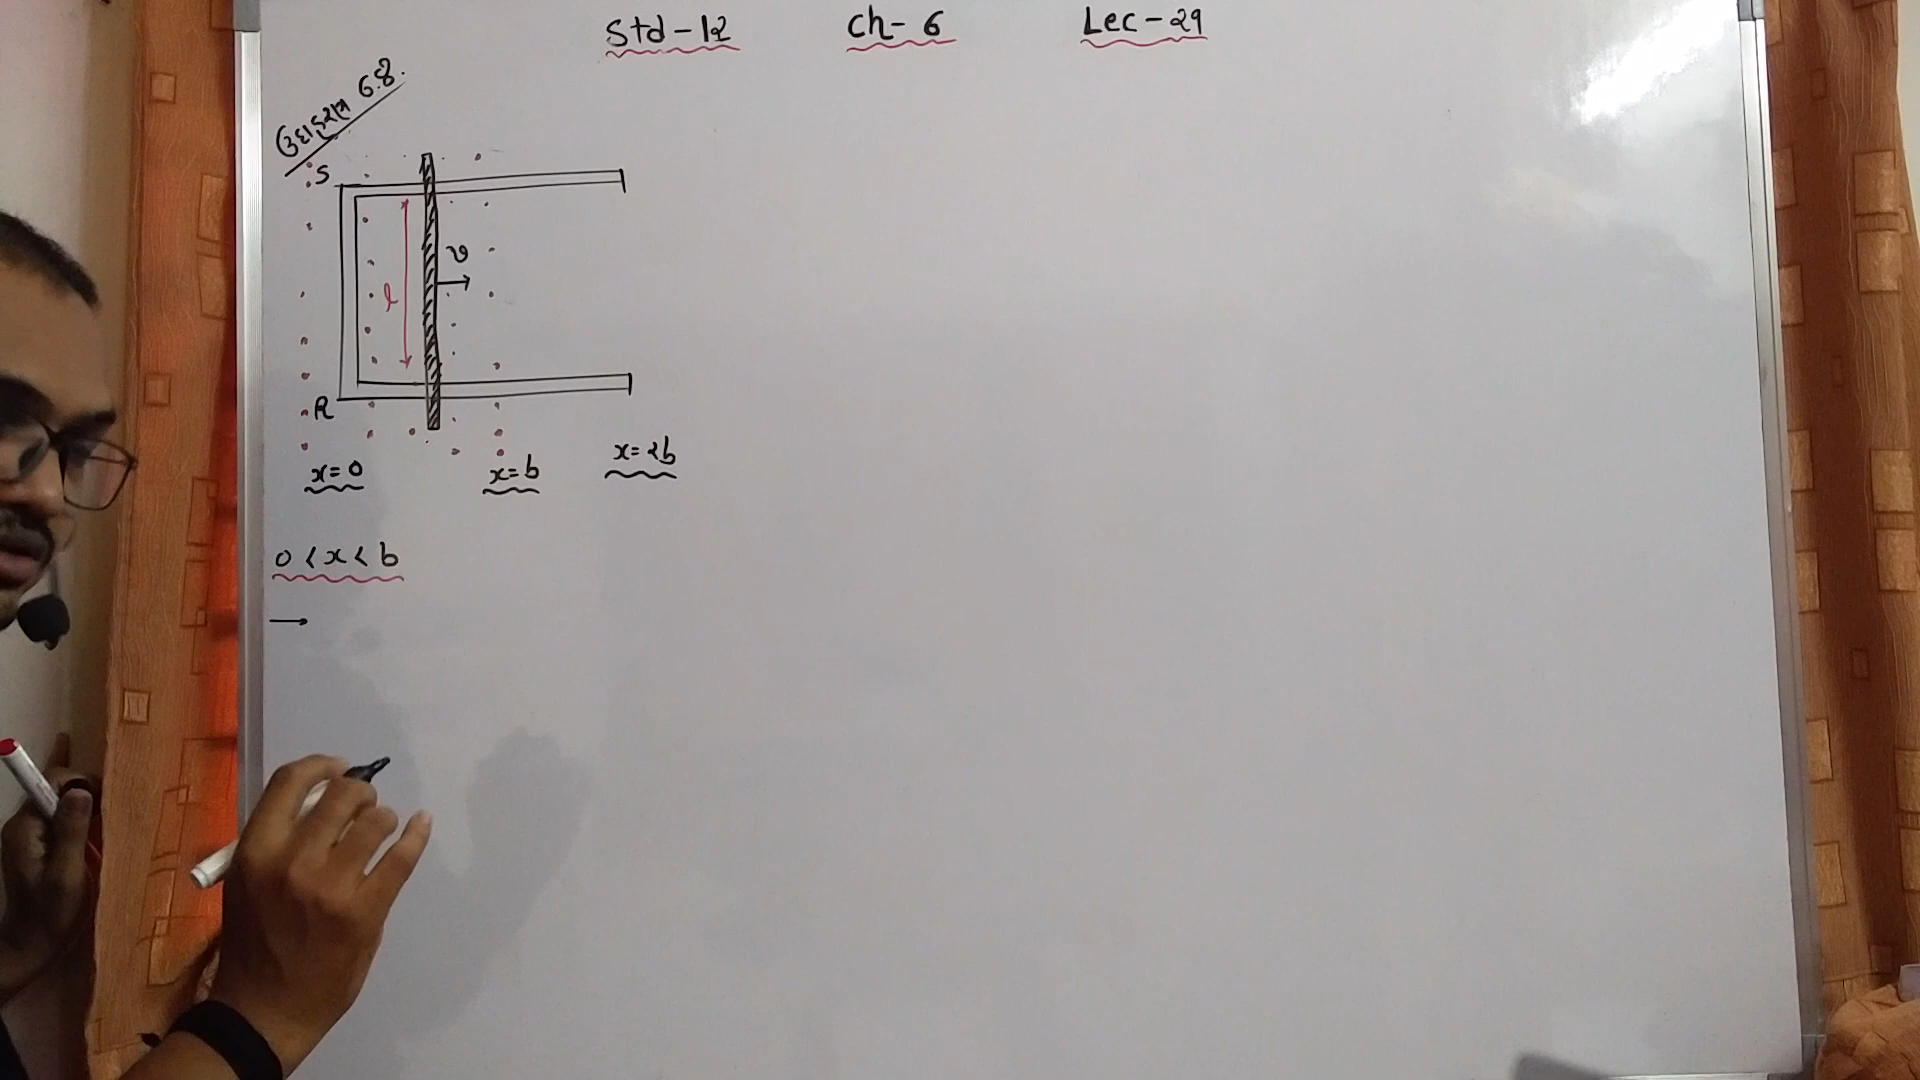 Std-12 Ch-6 Lec-29
ઉદાહરણ 6.8.
S
l
v
R
x=0 x=b x=2b
0 < x < b
→